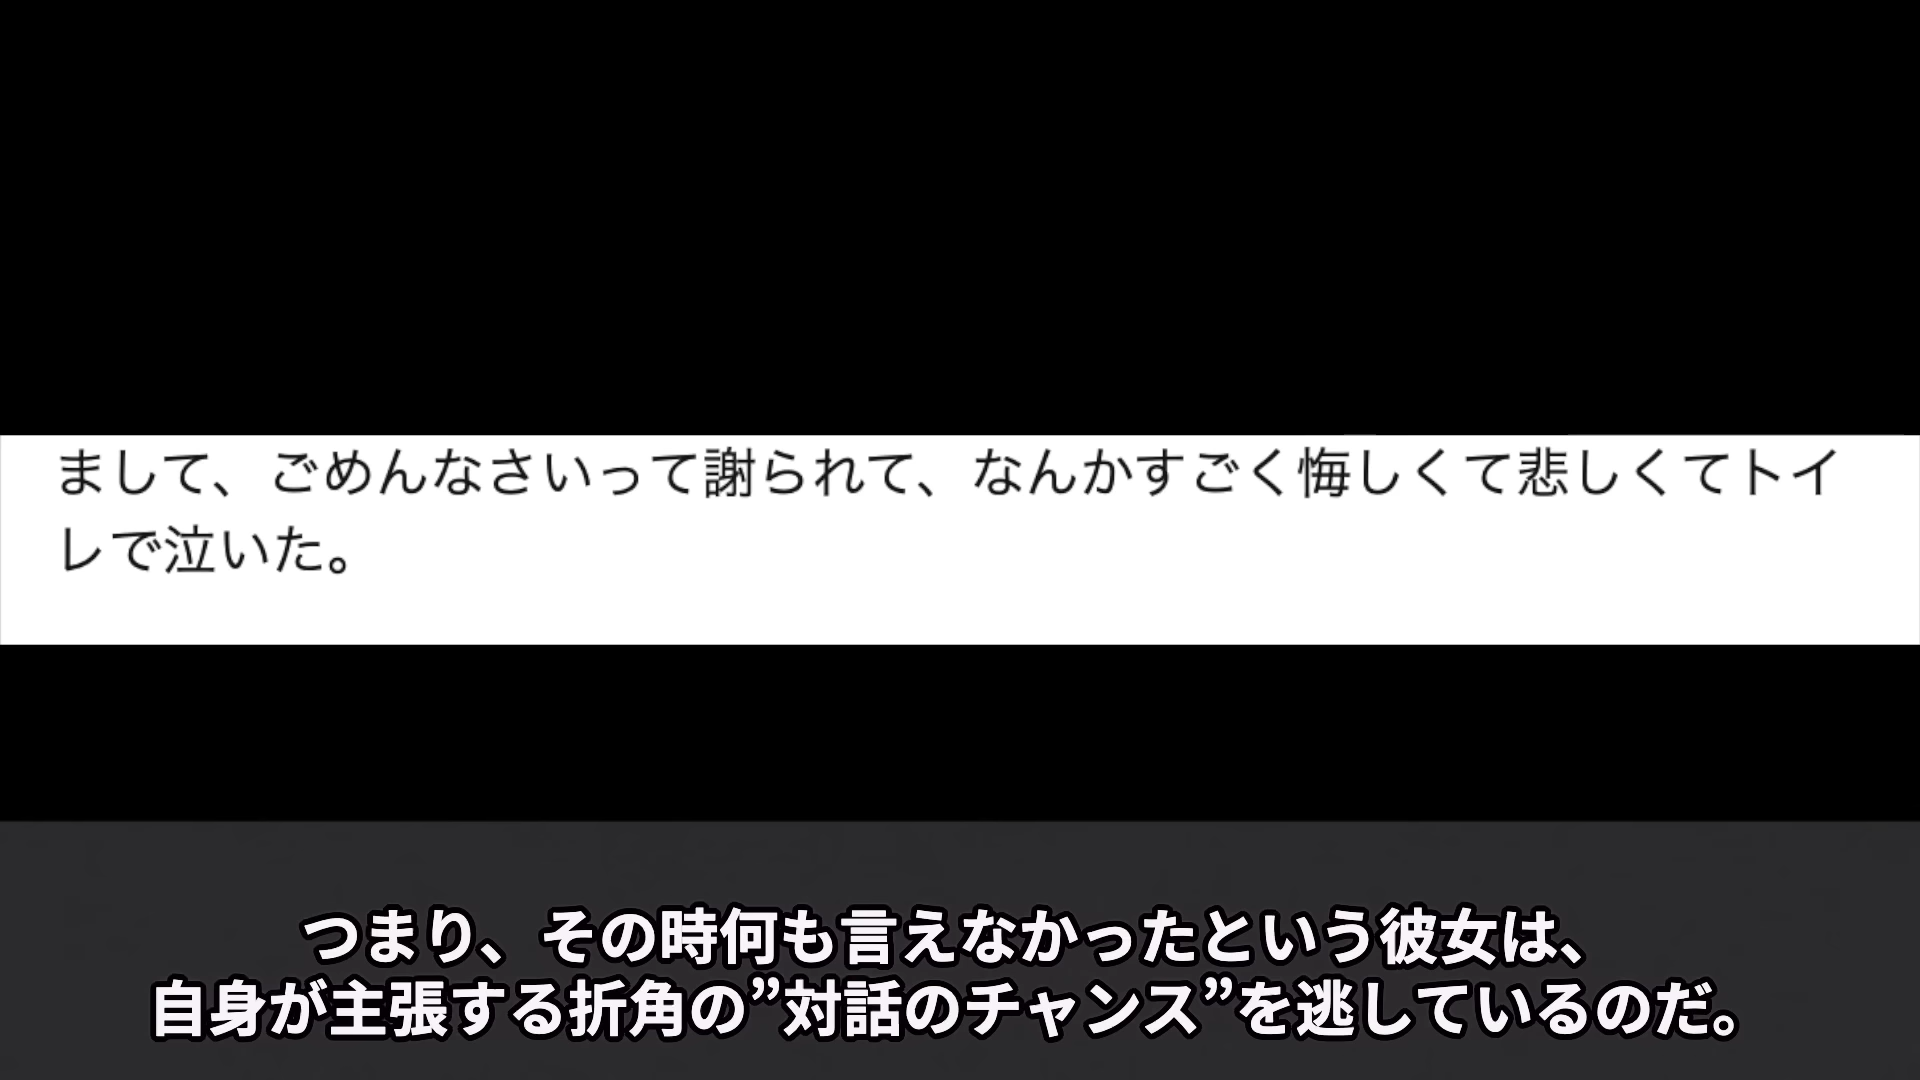 まして、ごめんなさいって謝られて、なんかすごく悔しくて悲しくてトイ
レで泣いた。
つまり、その時何も言えなかったという彼女は、
自身が主張する折角の”対話のチャンス”を逃しているのだ。